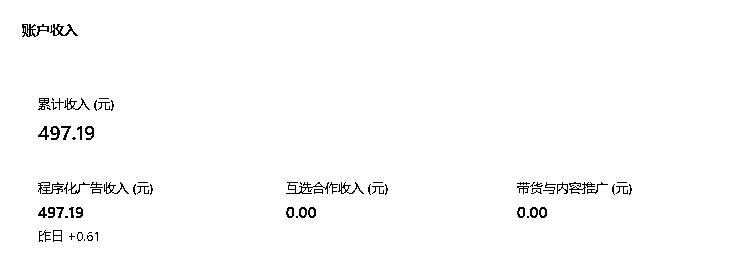 账户收入
累计收入 (元)
497.19
程序化广告收入 (元) 互选合作收入 (元) 带货与内容推广 (元)
497.19 0.00 0.00
昨日 +0.61